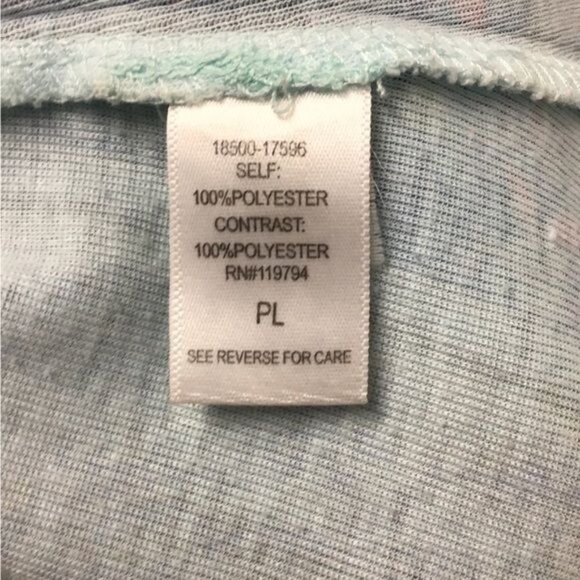 18500-17596
SELF:
100%POLYESTER
CONTRAST:
100%POLYESTER
RN#119794
PL
SEE REVERSE FOR CARE